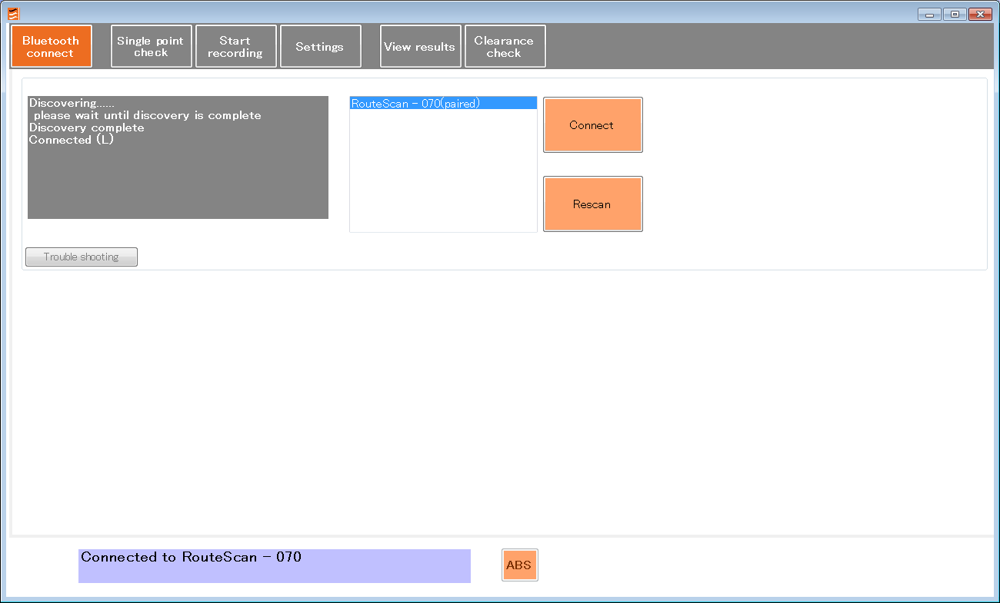 Bluetooth
connect
Single point
check
Start
recording
Settings
View results
Clearance
check
Discovering......
please wait until discovery is complete
Discovery complete
Connected (L)
RouteScan - 070(paired)
Connect
Rescan
Trouble shooting
Connected to RouteScan - 070
ABS